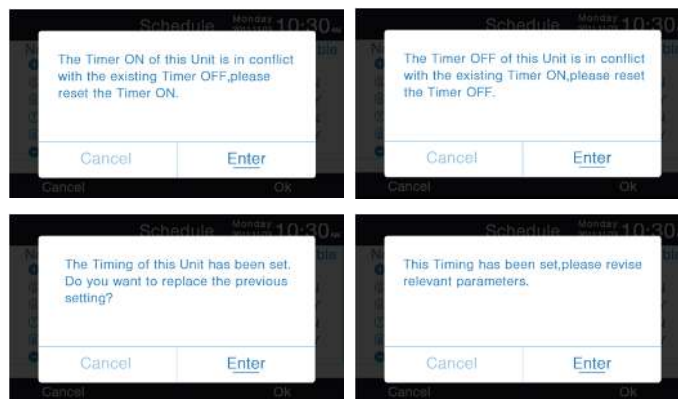 Schedule Monday 10:30
The Timer ON of this Unit is in conflict
with the existing Timer OFF,please
reset the Timer ON.
Cancel Enter
Cancel Ok
Schedule Monday 10:30
The Timer OFF of this Unit is in conflict
with the existing Timer ON,please reset
the Timer OFF.
Cancel Enter
Cancel Ok
Schedule Monday 10:30
The Timing of this Unit has been set.
Do you want to replace the previous
setting?
Cancel Enter
Cancel Ok
Schedule Monday 10:30
This Timing has been set,please revise
relevant parameters.
Cancel Enter
Cancel Ok